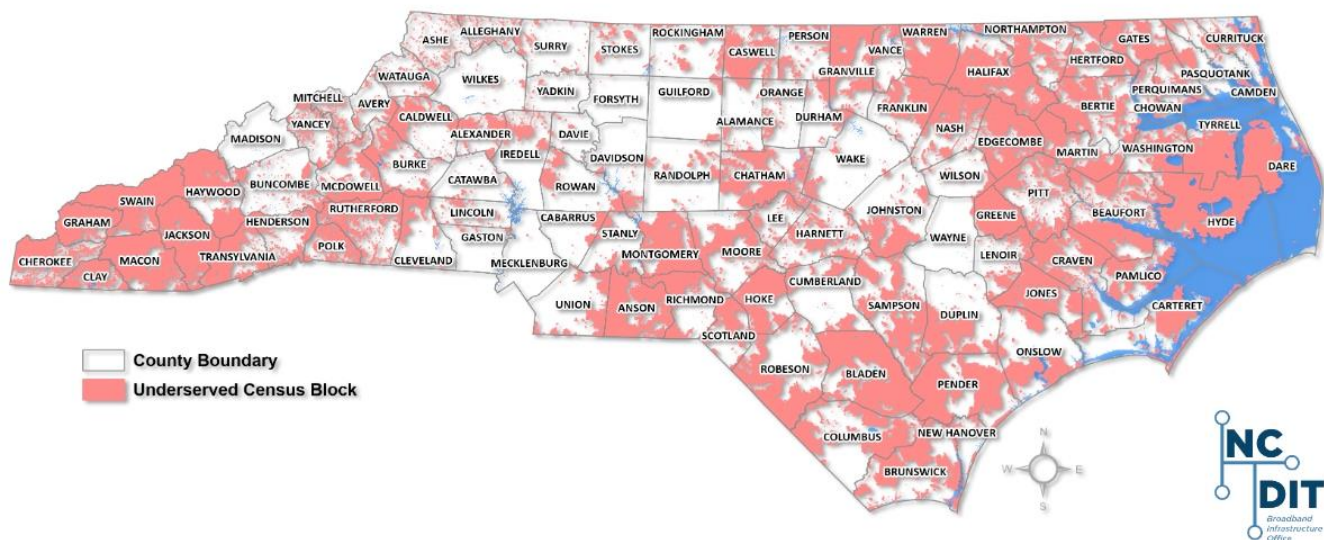 ALLEGHANY
ASHE
SURRY
STOKES
ROCKINGHAM
CASWELL
PERSON
GRANVILLE
VANCE
WARREN
NORTHAMPTON
GATES
CURRITUCK
HERTFORD
PASQUOTANK
PERQUIMANS
CAMDEN
CHOWAN
WATAUGA
WILKES
YADKIN
FORSYTH
GUILFORD
ORANGE
ALAMANCE
DURHAM
FRANKLIN
HALIFAX
BERTIE
MITCHELL
AVERY
CALDWELL
YANCEY
ALEXANDER
DAVIE
IREDELL
DAVIDSON
NASH
EDGECOMBE
MARTIN
WASHINGTON
TYRRELL
DARE
MADISON
BURKE
BUNCOMBE
MCDOWELL
CATAWBA
ROWAN
RANDOLPH
CHATHAM
WAKE
WILSON
PITT
BEAUFORT
HYDE
HAYWOOD
SWAIN
GRAHAM
JACKSON
HENDERSON
RUTHERFORD
LINCOLN
CABARRUS
STANLY
LEE
HARNETT
JOHNSTON
GREENE
WAYNE
LENOIR
CRAVEN
PAMLICO
CHEROKEE
CLAY
MACON
TRANSYLVANIA
POLK
CLEVELAND
GASTON
MECKLENBURG
MONTGOMERY
MOORE
CUMBERLAND
SAMPSON
DUPLIN
JONES
CARTERET
UNION
ANSON
RICHMOND
HOKE
SCOTLAND
ROBESON
BLADEN
PENDER
ONSLOW
COLUMBUS
NEW HANOVER
BRUNSWICK
County Boundary
Underserved Census Block
N
W
E
S
NC
DIT
Broadband
Infrastructure
Office